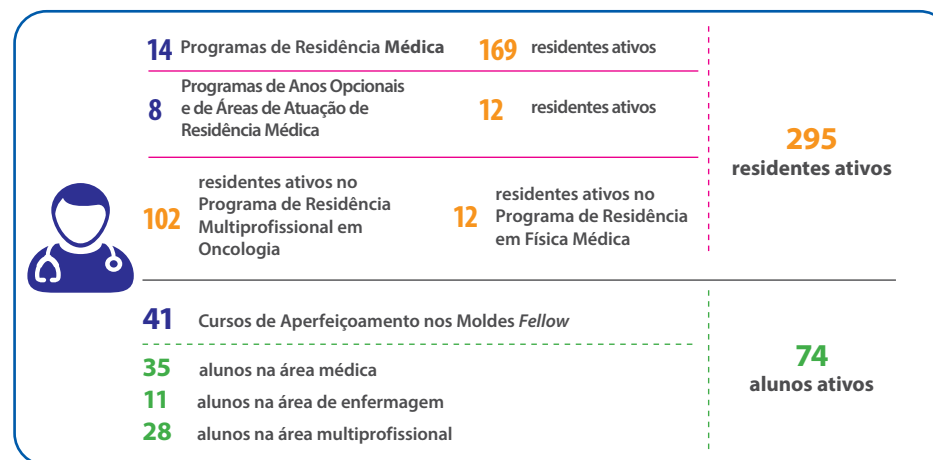 14 Programas de Residência Médica 169 residentes ativos
8 Programas de Anos Opcionais
e de Áreas de Atuação de
Residência Médica
12 residentes ativos
102 residentes ativos no
Programa de Residência
Multiprofissional em
Oncologia
12 residentes ativos no
Programa de Residência
em Física Médica
295
residentes ativos
41 Cursos de Aperfeiçoamento nos Moldes Fellow
35 alunos na área médica
11 alunos na área de enfermagem
28 alunos na área multiprofissional
74
alunos ativos